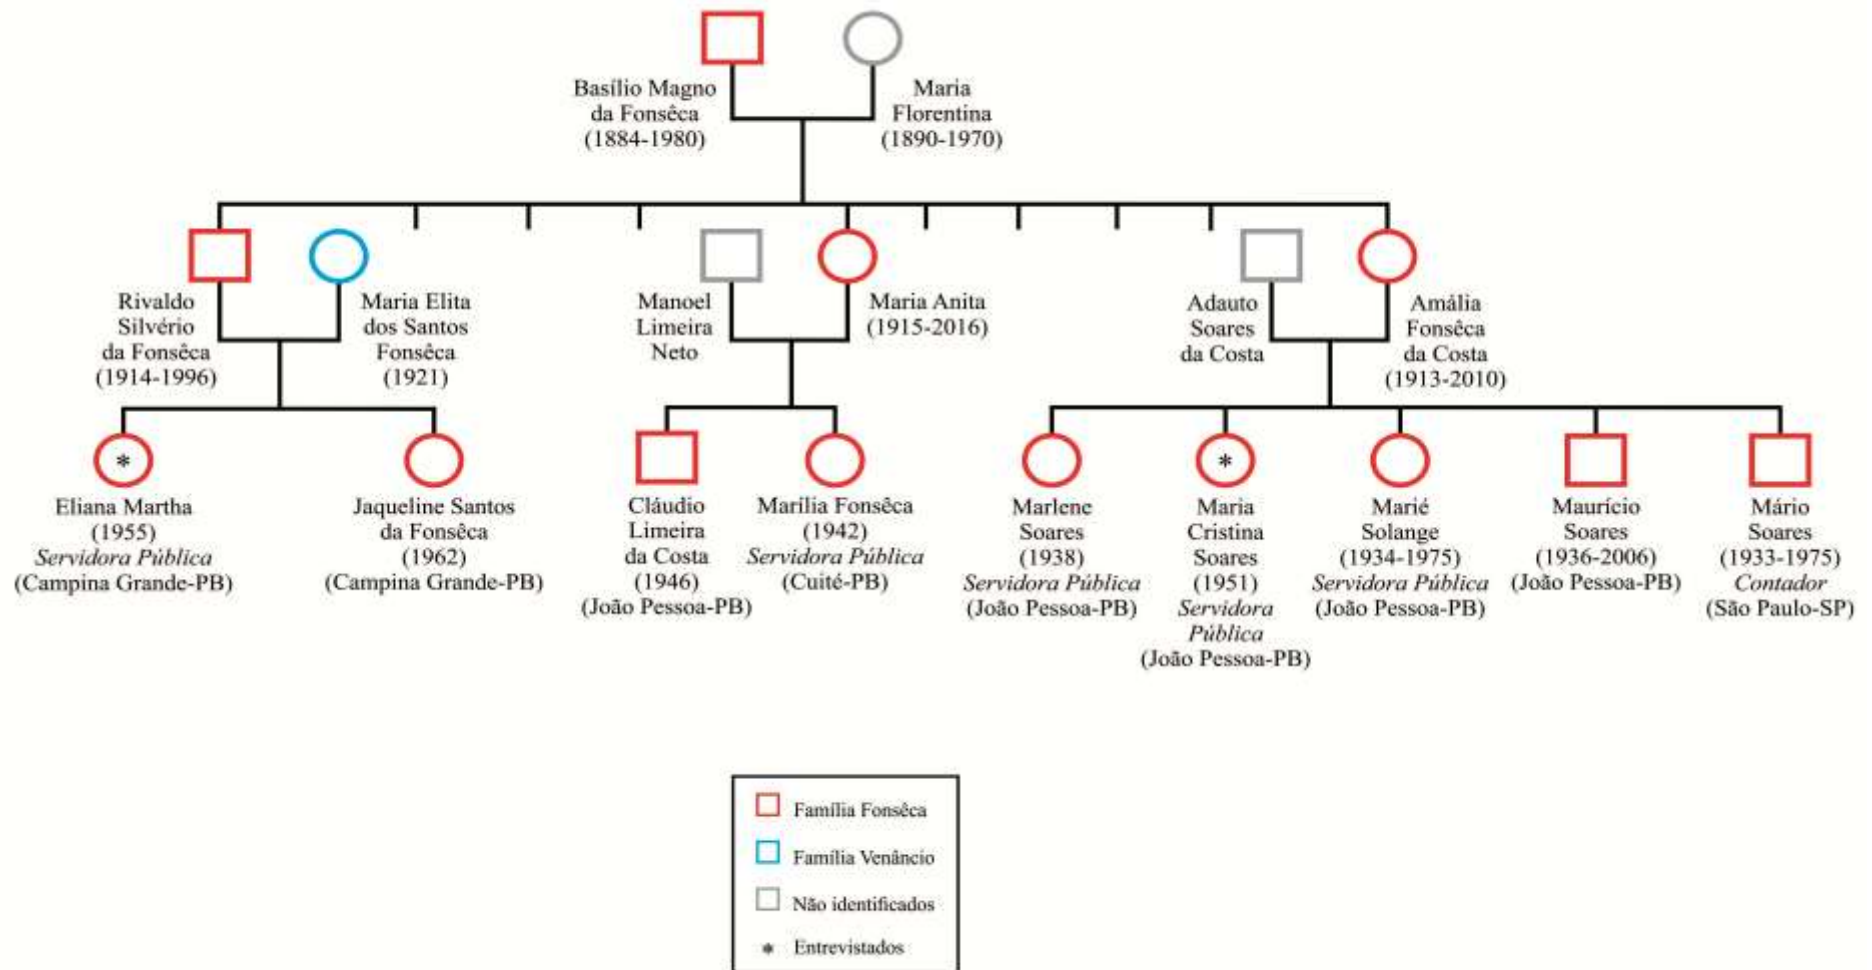 Basílio Magno
da Fonsêca
(1884-1980)
Maria
Florentina
(1890-1970)
Rivaldo
Silvério
da Fonsêca
(1914-1996)
Maria Elita
dos Santos
Fonsêca
(1921)
Manoel
Limeira
Neto
Maria Anita
(1915-2016)
Adauto
Soares
da Costa
Amália
Fonsêca
da Costa
(1913-2010)
*
Eliana Martha
(1955)
Servidora Pública
(Campina Grande-PB)
Jaqueline Santos
da Fonsêca
(1962)
(Campina Grande-PB)
Cláudio
Limeira
da Costa
(1946)
(João Pessoa-PB)
Marília Fonsêca
(1942)
Servidora Pública
(Cuité-PB)
Marlene
Soares
(1938)
Servidora Pública
(João Pessoa-PB)
*
Maria
Cristina
Soares
(1951)
Servidora
Pública
(João Pessoa-PB)
Marié
Solange
(1934-1975)
Servidora Pública
(João Pessoa-PB)
Maurício
Soares
(1936-2006)
(João Pessoa-PB)
Mário
Soares
(1933-1975)
Contador
(São Paulo-SP)
Família Fonsêca
Família Venâncio
Não identificados
* Entrevistados